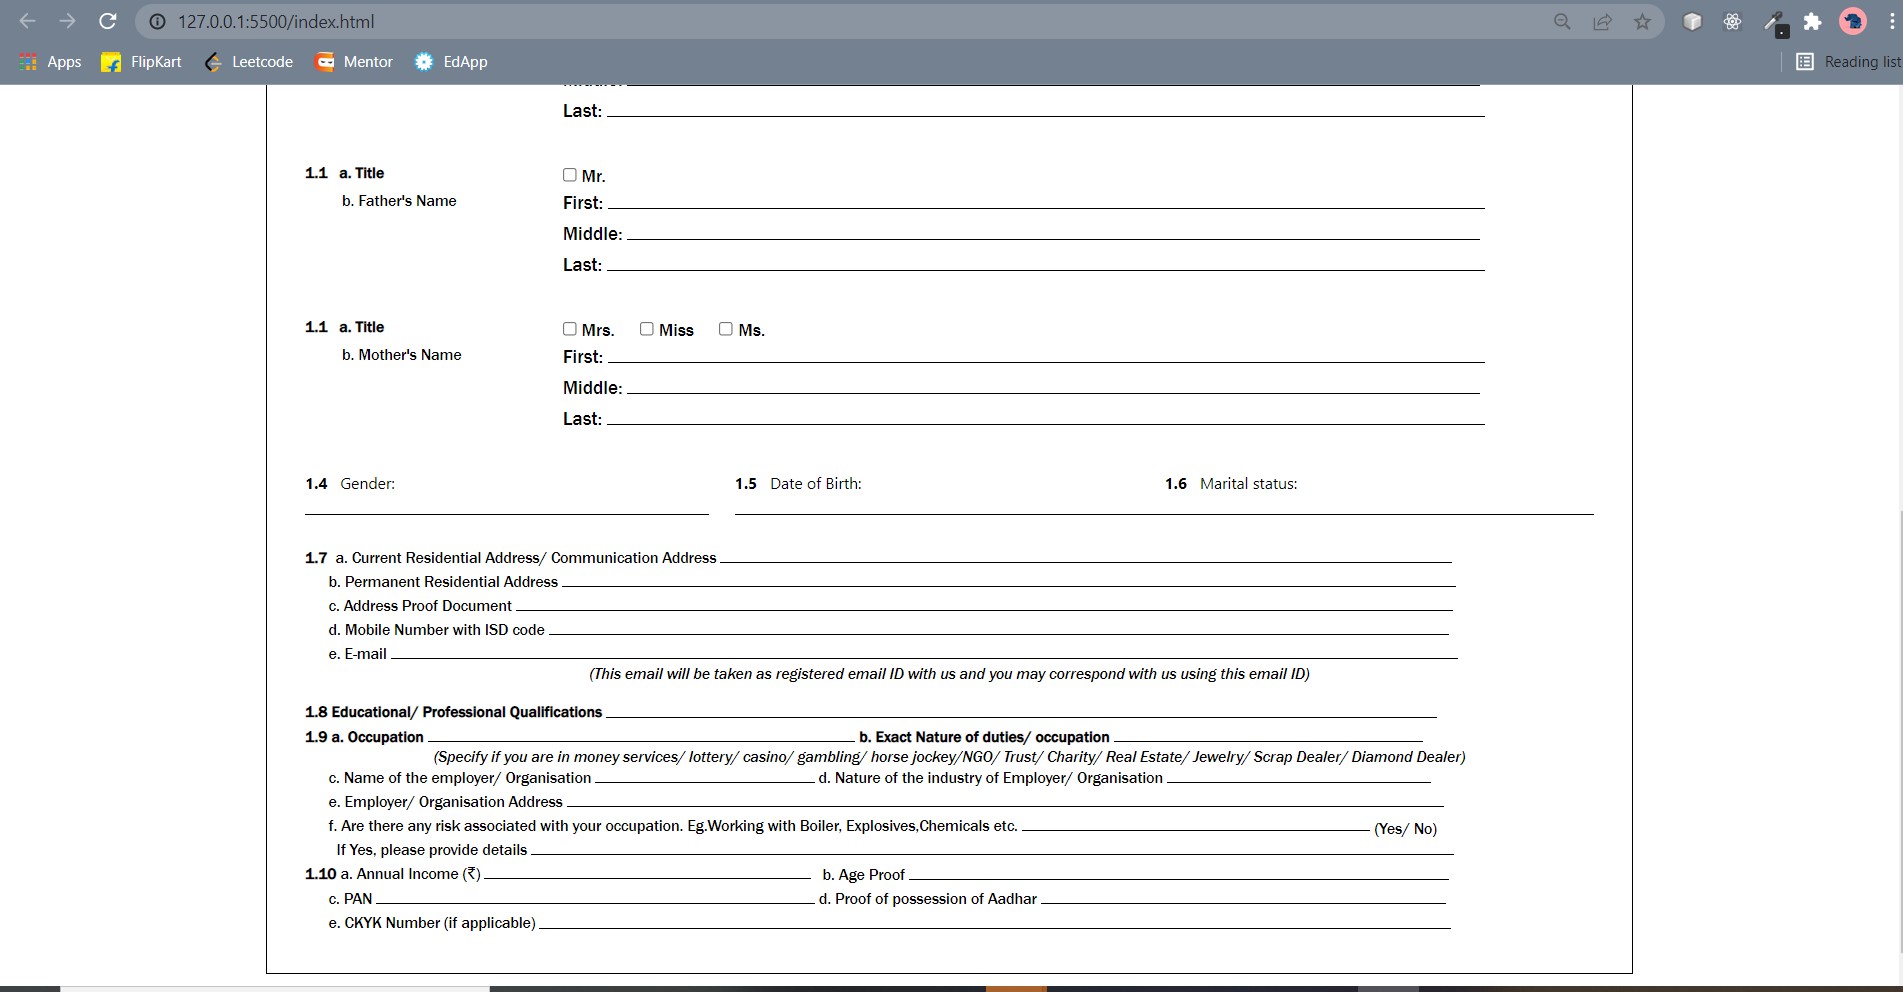 127.0.0.1:5500/index.html
Apps FlipKart Leetcode Mentor EdApp Reading list
Last:
1.1 a. Title Mr.
b. Father's Name First:
Middle:
Last:
1.1 a. Title Mrs. Miss Ms.
b. Mother's Name First:
Middle:
Last:
1.4 Gender: 1.5 Date of Birth: 1.6 Marital status:
1.7 a. Current Residential Address/ Communication Address
b. Permanent Residential Address
c. Address Proof Document
d. Mobile Number with ISD code
e. E-mail
(This email will be taken as registered email ID with us and you may correspond with us using this email ID)
1.8 Educational/ Professional Qualifications
1.9 a. Occupation b. Exact Nature of duties/ occupation
(Specify if you are in money services/ lottery/ casino/ gambling/ horse jockey/NGO/ Trust/ Charity/ Real Estate/ Jewelry/ Scrap Dealer/ Diamond Dealer)
c. Name of the employer/ Organisation d. Nature of the industry of Employer/ Organisation
e. Employer/ Organisation Address
f. Are there any risk associated with your occupation. Eg.Working with Boiler, Explosives,Chemicals etc. (Yes/ No)
If Yes, please provide details
1.10 a. Annual Income (₹) b. Age Proof
c. PAN d. Proof of possession of Aadhar
e. CKYK Number (if applicable)